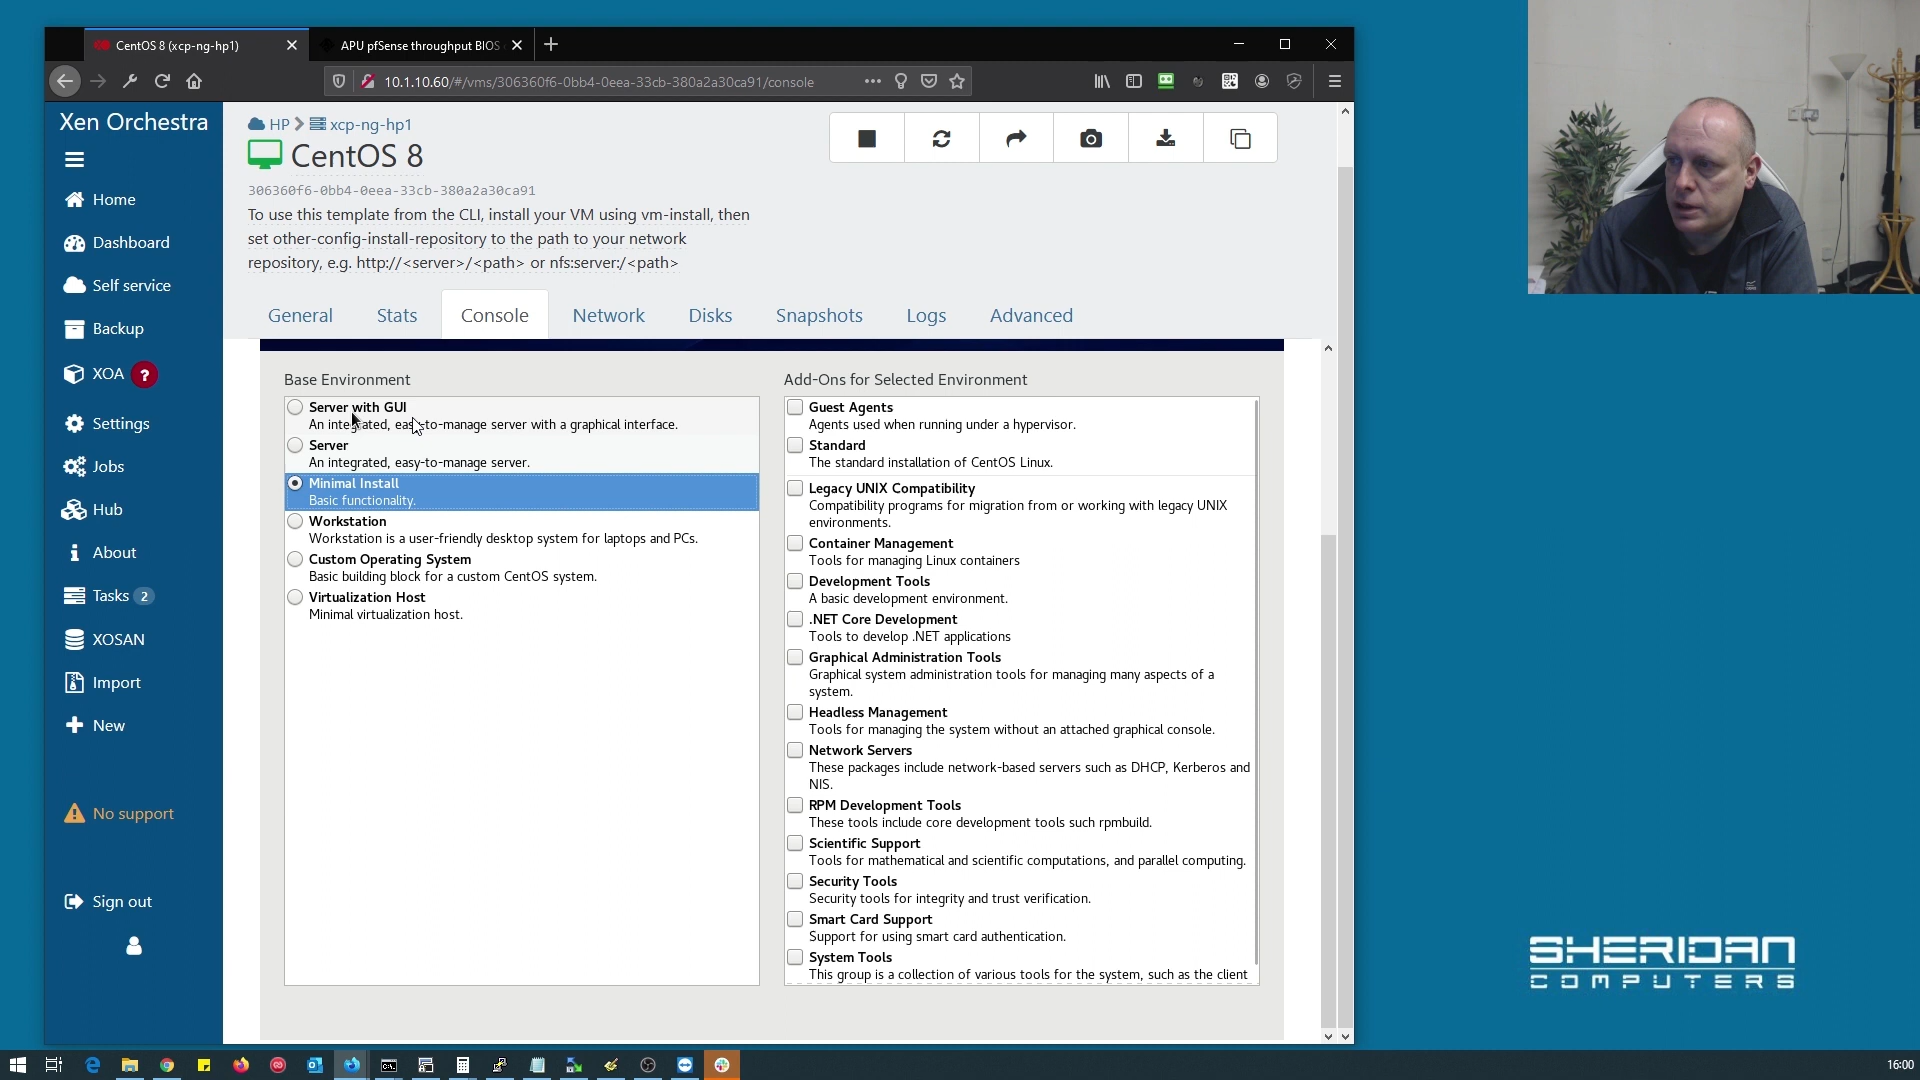 CentOS 8 (xcp-ng-hp1)
APU pfSense throughput BIOS
10.1.10.60/#/vms/306360f6-0bb4-0eea-33cb-380a2a30ca91/console
Xen Orchestra
Home
Dashboard
Self service
Backup
XOA ?
Settings
Jobs
Hub
About
Tasks 2
XOSAN
Import
New
No support
Sign out
HP
xcp-ng-hp1
CentOS 8
306360f6-0bb4-0eea-33cb-380a2a30ca91
To use this template from the CLI, install your VM using vm-install, then
set other-config-install-repository to the path to your network
repository, e.g. http://<server>/<path> or nfs:server:/<path>
General
Stats
Console
Network
Disks
Snapshots
Logs
Advanced
Base Environment
Server with GUI
An integrated, easy-to-manage server with a graphical interface.
Server
An integrated, easy-to-manage server.
Minimal Install
Basic functionality.
Workstation
Workstation is a user-friendly desktop system for laptops and PCs.
Custom Operating System
Basic building block for a custom CentOS system.
Virtualization Host
Minimal virtualization host.
Add-Ons for Selected Environment
Guest Agents
Agents used when running under a hypervisor.
Standard
The standard installation of CentOS Linux.
Legacy UNIX Compatibility
Compatibility programs for migration from or working with legacy UNIX
environments.
Container Management
Tools for managing Linux containers
Development Tools
A basic development environment.
.NET Core Development
Tools to develop .NET applications
Graphical Administration Tools
Graphical system administration tools for managing many aspects of a
system.
Headless Management
Tools for managing the system without an attached graphical console.
Network Servers
These packages include network-based servers such as DHCP, Kerberos and
NIS.
RPM Development Tools
These tools include core development tools such rpmbuild.
Scientific Support
Tools for mathematical and scientific computations, and parallel computing.
Security Tools
Security tools for integrity and trust verification.
Smart Card Support
Support for using smart card authentication.
System Tools
This group is a collection of various tools for the system, such as the client
SHERIDAN
COMPUTERS
16:00